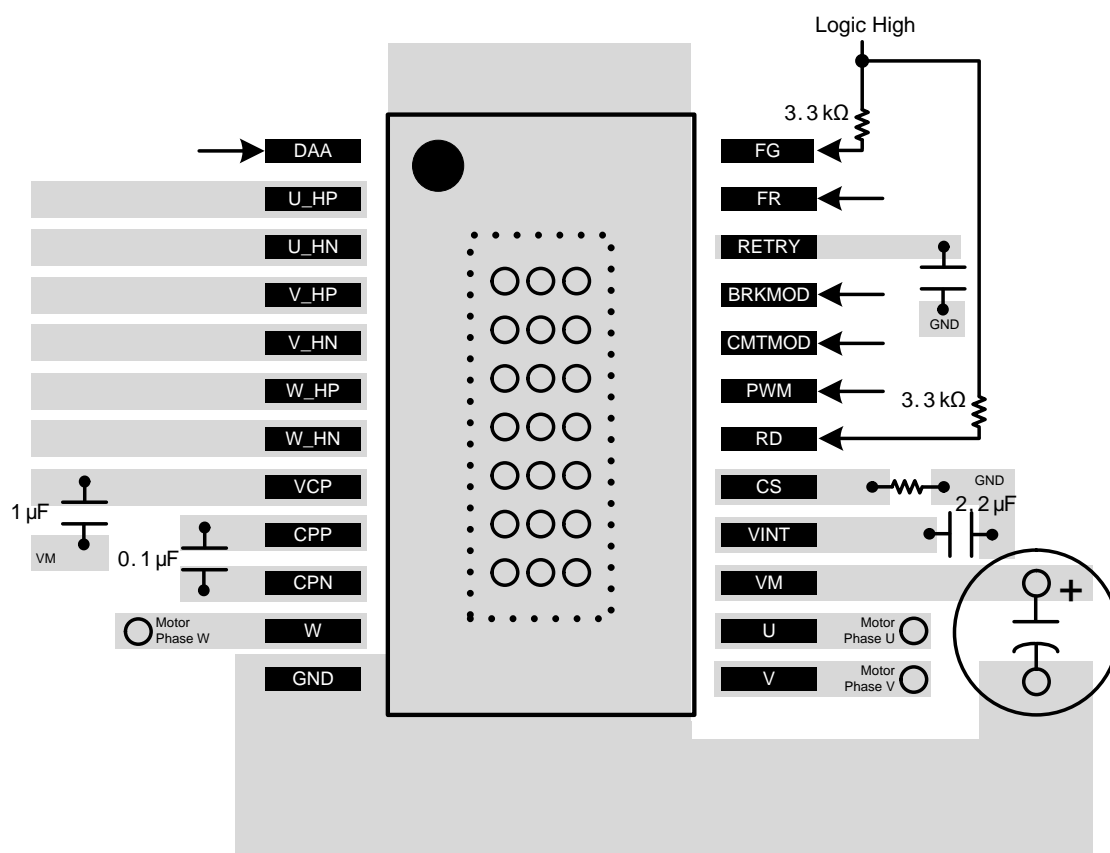 Logic High
3.3 kΩ
DAA
FG
U_HP
FR
U_HN
RETRY
V_HP
BRKMOD
GND
V_HN
CMTMOD
W_HP
PWM
3.3 kΩ
W_HN
RD
VCP
CS
GND
1 µF
2.2 µF
CPP
VINT
VM
0.1 µF
CPN
VM
+
Motor
Phase W
W
U
Motor
Phase U
GND
V
Motor
Phase V